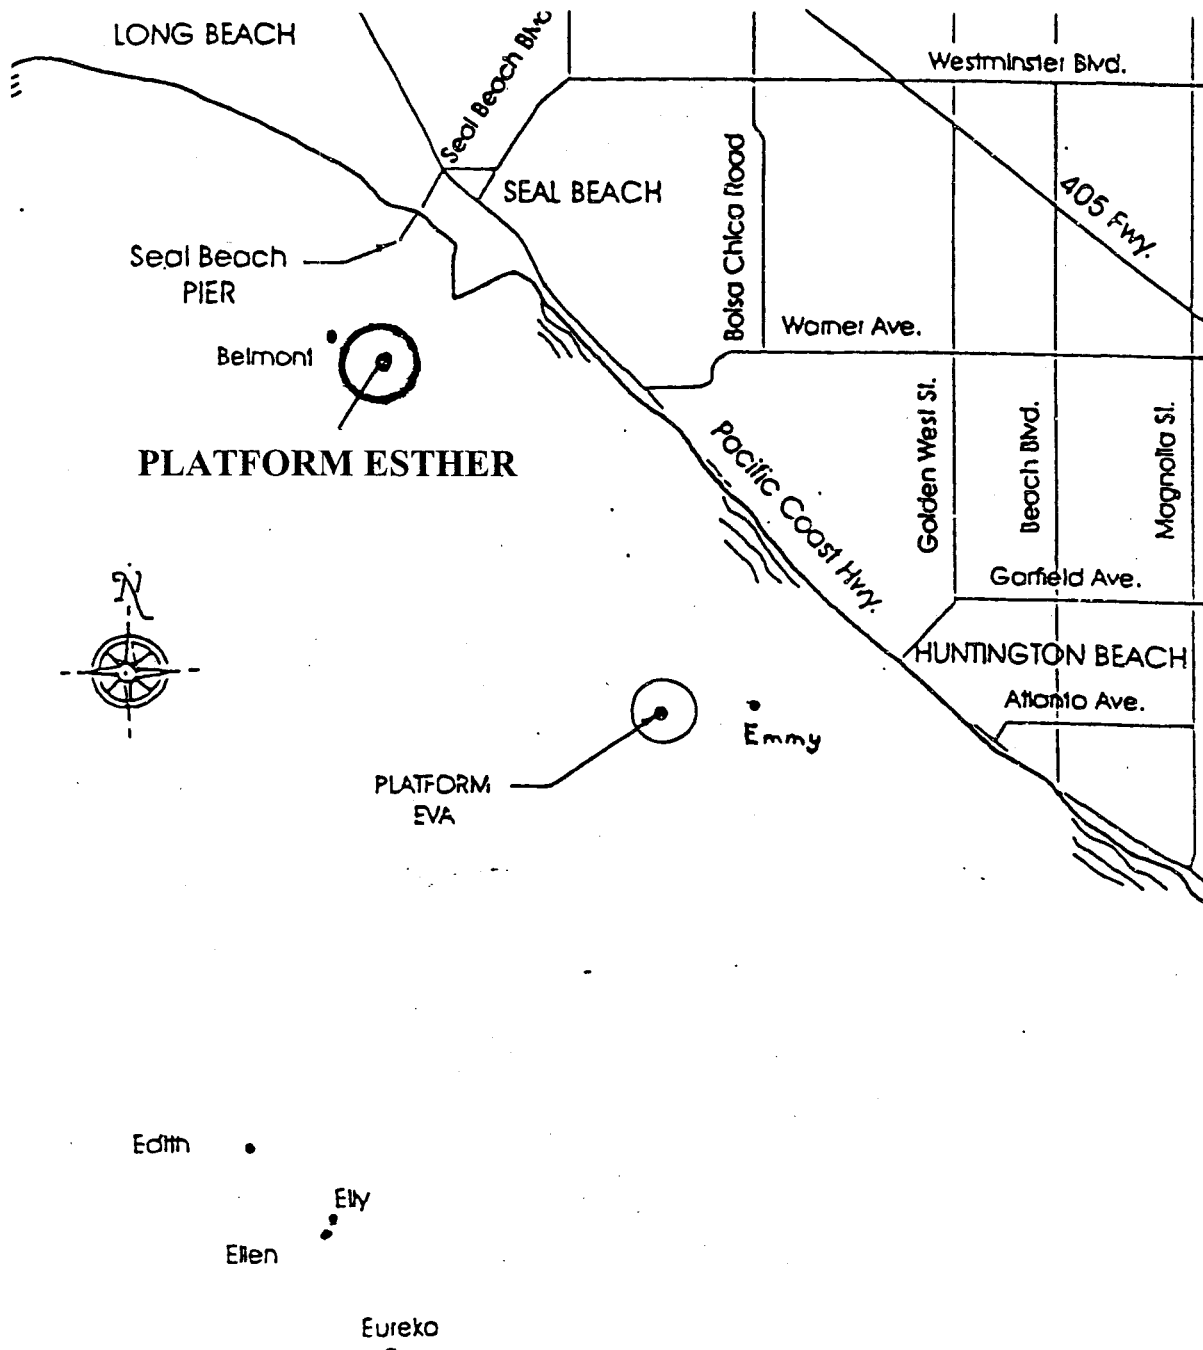 LONG BEACH
Seal Beach Blvd
Westminster Blvd.
405 Fwy.
SEAL BEACH
Bolsa Chica Road
Seal Beach
PIER
Warner Ave.
Belmont
PLATFORM ESTHER
Pacific Coast Hwy.
Golden West St.
Beach Blvd.
Magnolia St.
N
Garfield Ave.
HUNTINGTON BEACH
Atlanta Ave.
Emmy
PLATFORM
EVA
Edith
Elly
Ellen
Eureka